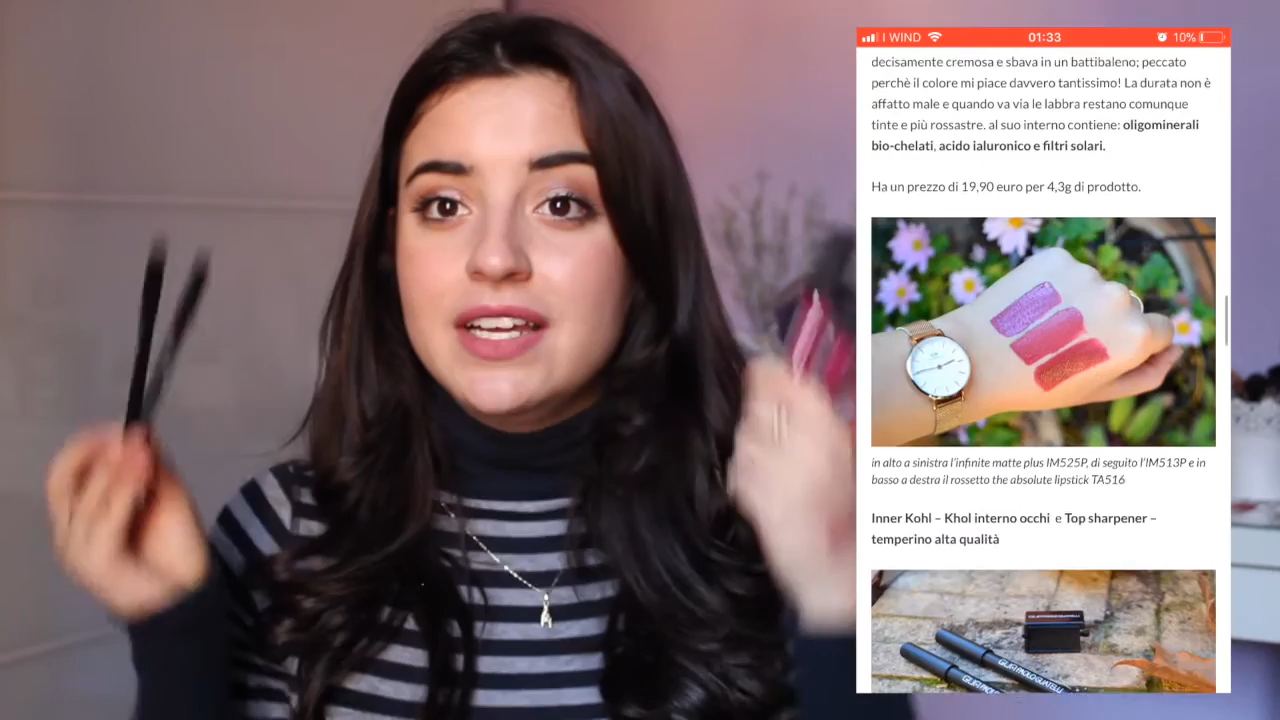 I WIND 01:33 10%
decisamente cremosa e sbava in un battibaleno; peccato
perchè il colore mi piace davvero tantissimo! La durata non è
affatto male e quando va via le labbra restano comunque
tinte e più rossastre. al suo interno contiene: oligominerali
bio-chelati, acido ialuronico e filtri solari.
Ha un prezzo di 19,90 euro per 4,3g di prodotto.
in alto a sinistra l'infinite matte plus IM525P, di seguito l'IM513P e in
basso a destra il rossetto the absolute lipstick TA516
Inner Kohl – Khol interno occhi e Top sharpener –
temperino alta qualità